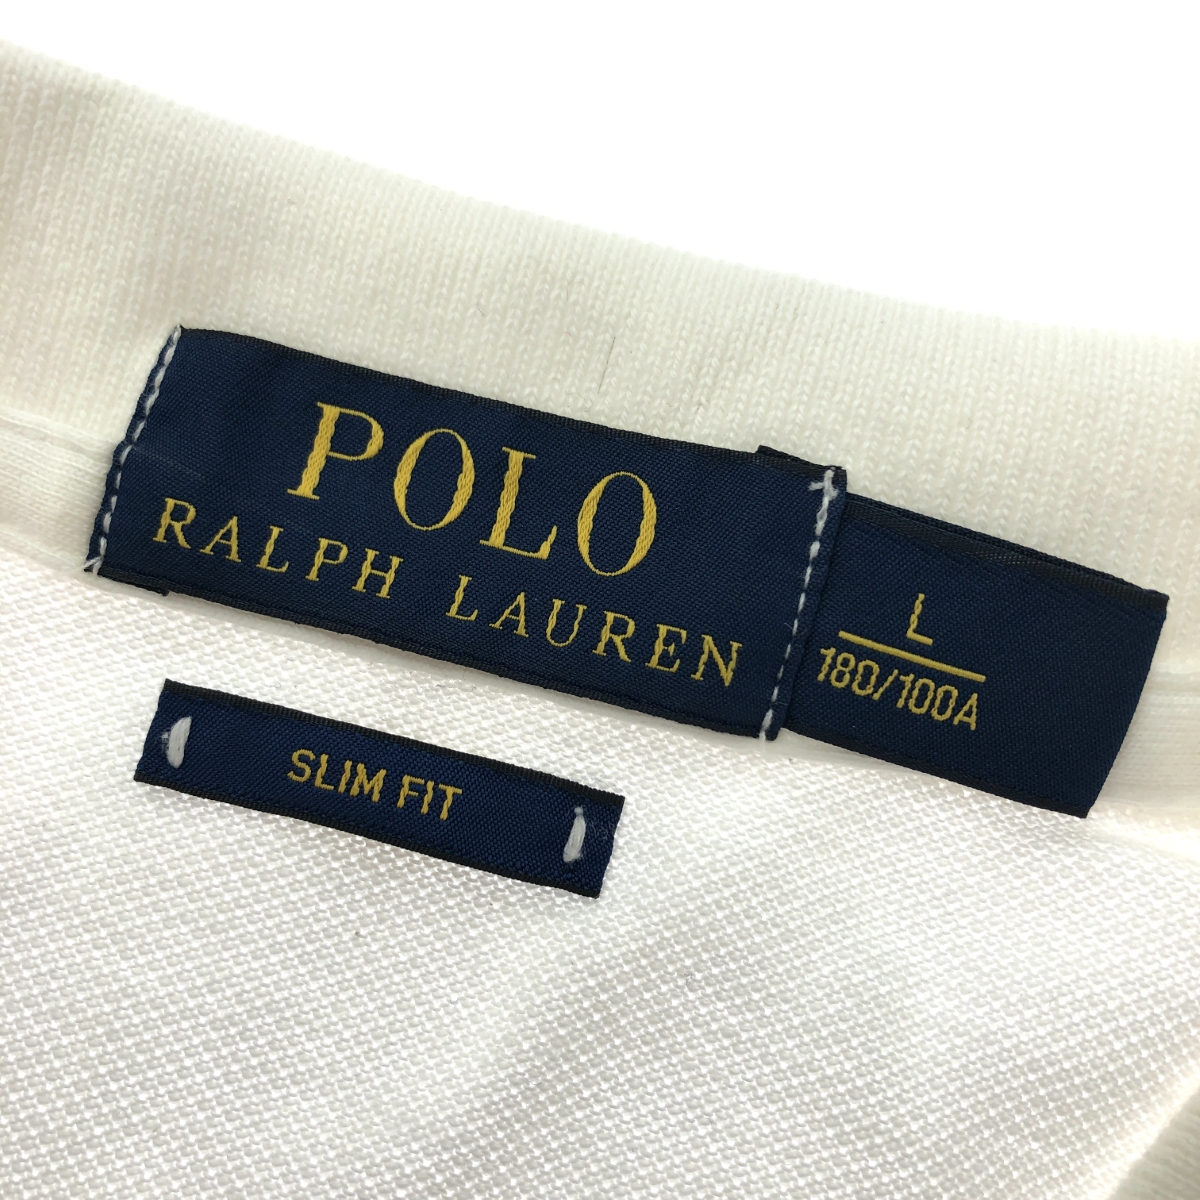 POLO
RALPH LAUREN
L
180/100A
SLIM FIT